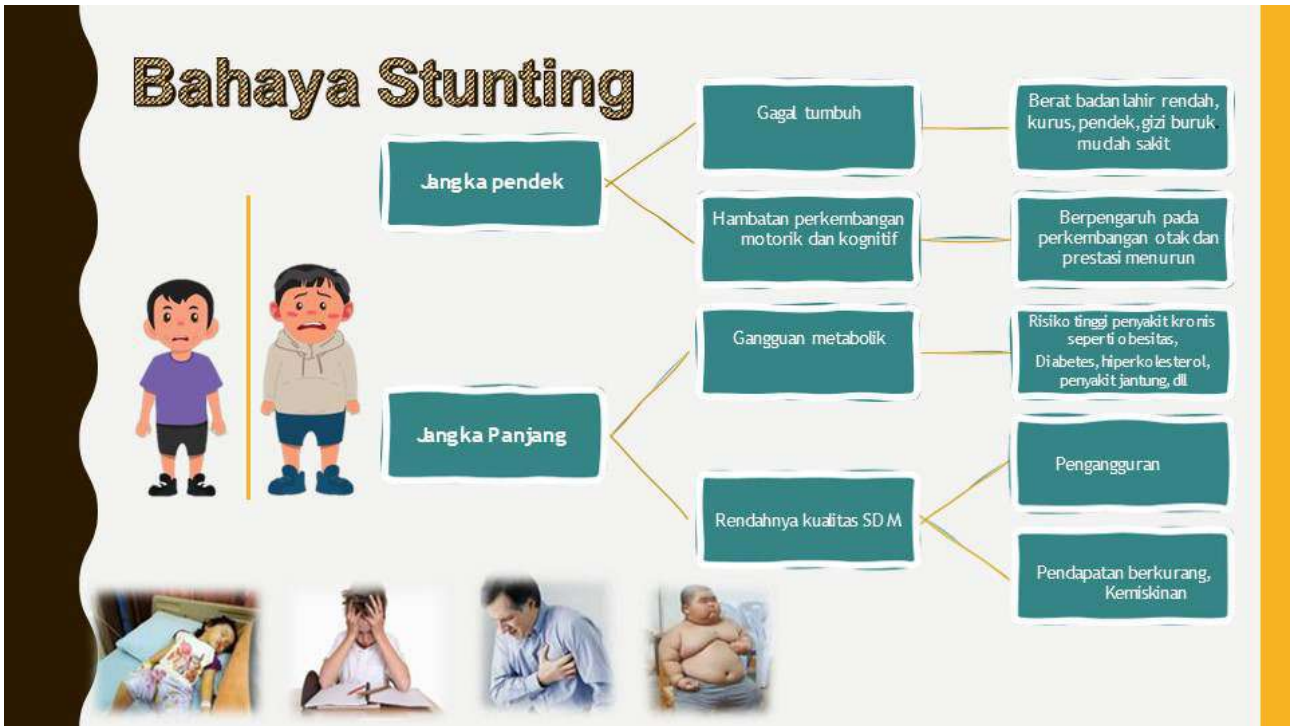 Bahaya Stunting
Jangka pendek
Gagal tumbuh
Berat badan lahir rendah,
kurus, pendek, gizi buruk.
mudah sakit
Hambatan perkembangan
motorik dan kognitif
Berpengaruh pada
perkembangan otak dan
prestasi menurun
Jangka Panjang
Gangguan metabolik
Risiko tinggi penyakit kronis
seperti obesitas,
Diabetes, hiperkolesterol,
penyakit jantung, dll
Rendahnya kualitas SDM
Pengangguran
Pendapatan berkurang,
Kemiskinan